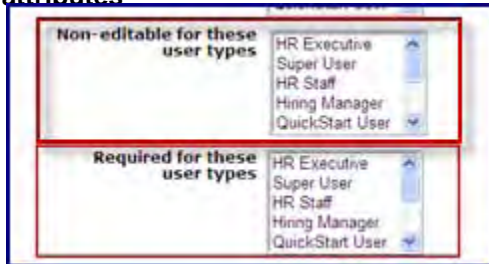 attributes
Non-editable for these
user types
HR Executive
Super User
HR Staff
Hiring Manager
QuickStart User
Required for these
user types
HR Executive
Super User
HR Staff
Hiring Manager
QuickStart User